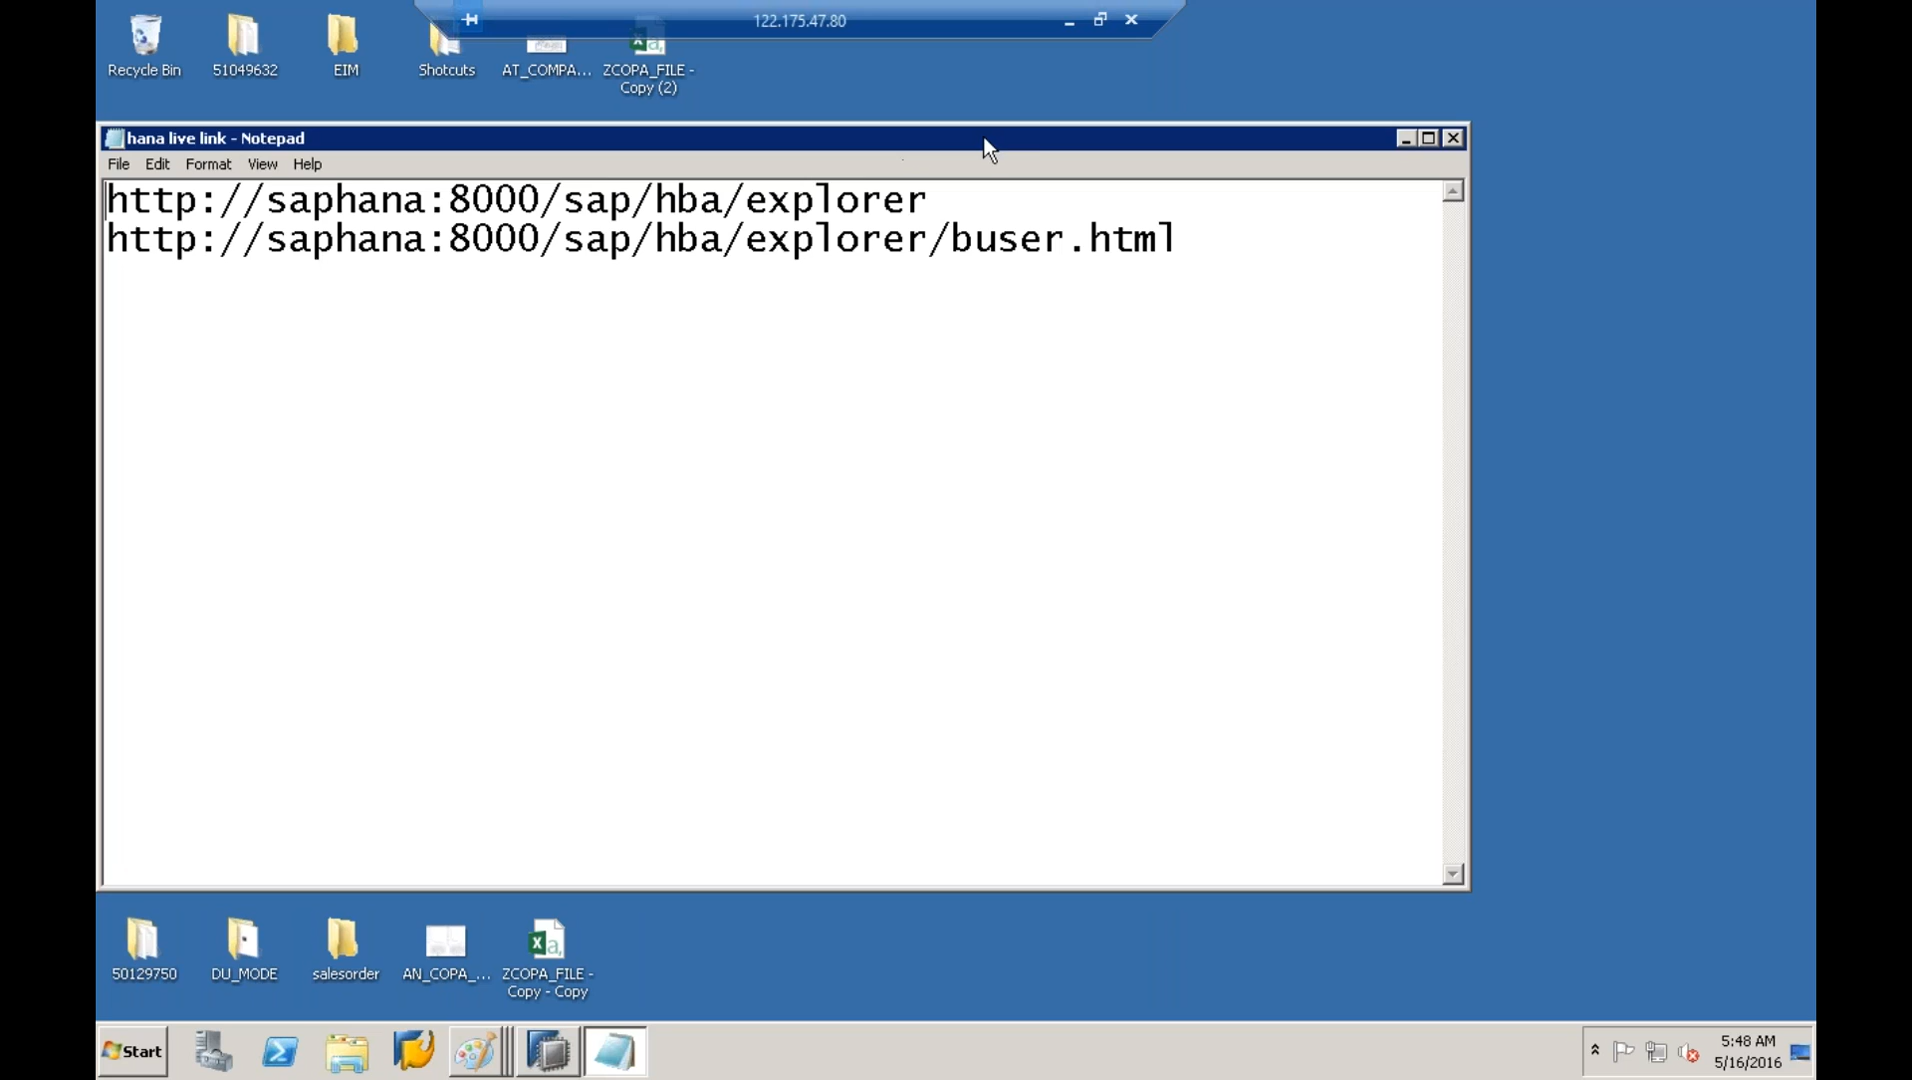 122.175.47.80
Recycle Bin
51049632
EIM
Shotcuts
AT_COMPA...
ZCOPA_FILE -
Copy (2)
hana live link - Notepad
File Edit Format View Help
http://saphana:8000/sap/hba/explorer
http://saphana:8000/sap/hba/explorer/buser.html
50129750
DU_MODE
salesorder
AN_COPA_...
ZCOPA_FILE -
Copy - Copy
Start
5:48 AM
5/16/2016